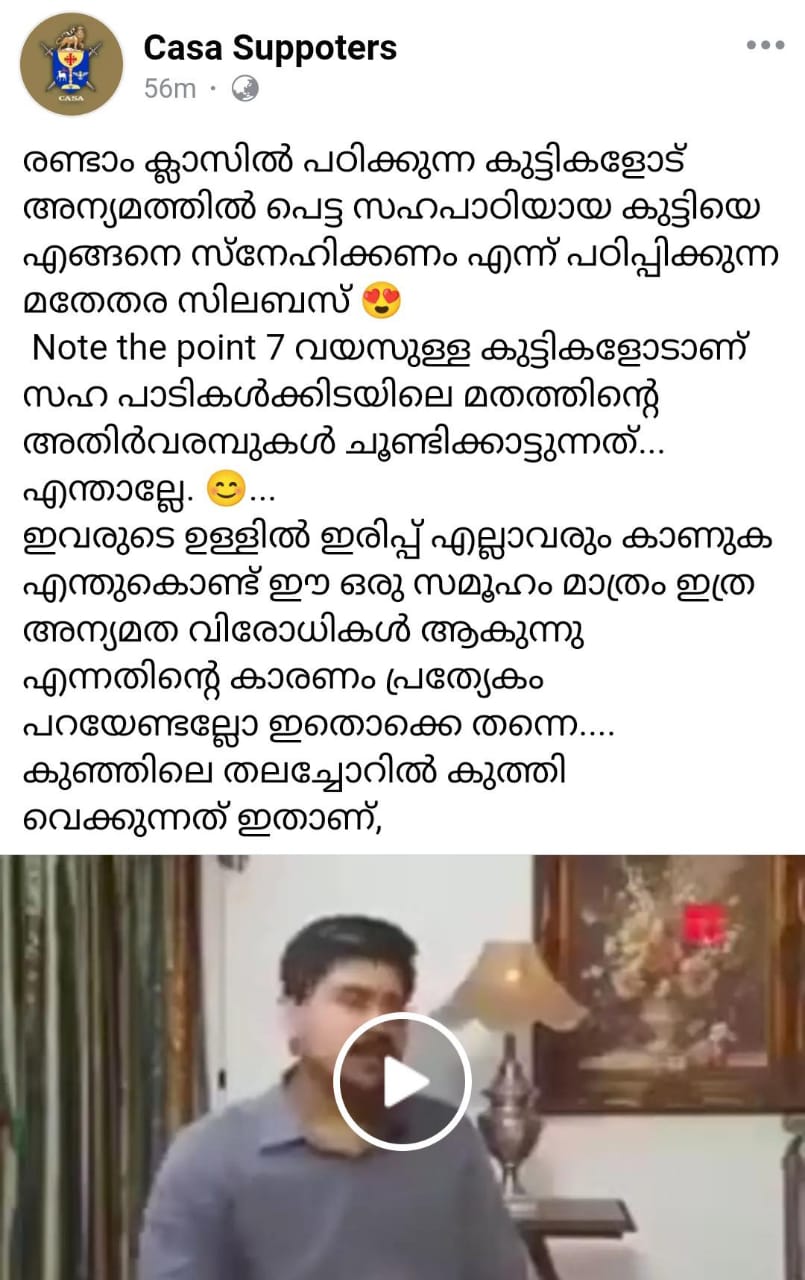 Casa Suppoters
56m
CASA
രണ്ടാം ക്ലാസിൽ പഠിക്കുന്ന കുട്ടികളോട്
അന്യമത്തിൽ പെട്ട സഹപാഠിയായ കുട്ടിയെ
എങ്ങനെ സ്നേഹിക്കണം എന്ന് പഠിപ്പിക്കുന്ന
മതേതര സിലബസ് 😍
Note the point 7 വയസുള്ള കുട്ടികളോടാണ്
സഹ പാടികൾക്കിടയിലെ മതത്തിന്റെ
അതിർവരമ്പുകൾ ചൂണ്ടിക്കാട്ടുന്നത്...
എന്താല്ലേ. 😊...
ഇവരുടെ ഉള്ളിൽ ഇരിപ്പ് എല്ലാവരും കാണുക
എന്തുകൊണ്ട് ഈ ഒരു സമൂഹം മാത്രം ഇത്ര
അന്യമത വിരോധികൾ ആകുന്നു
എന്നതിന്റെ കാരണം പ്രത്യേകം
പറയേണ്ടല്ലോ ഇതൊക്കെ തന്നെ....
കുഞ്ഞിലെ തലച്ചോറിൽ കുത്തി
വെക്കുന്നത് ഇതാണ്,